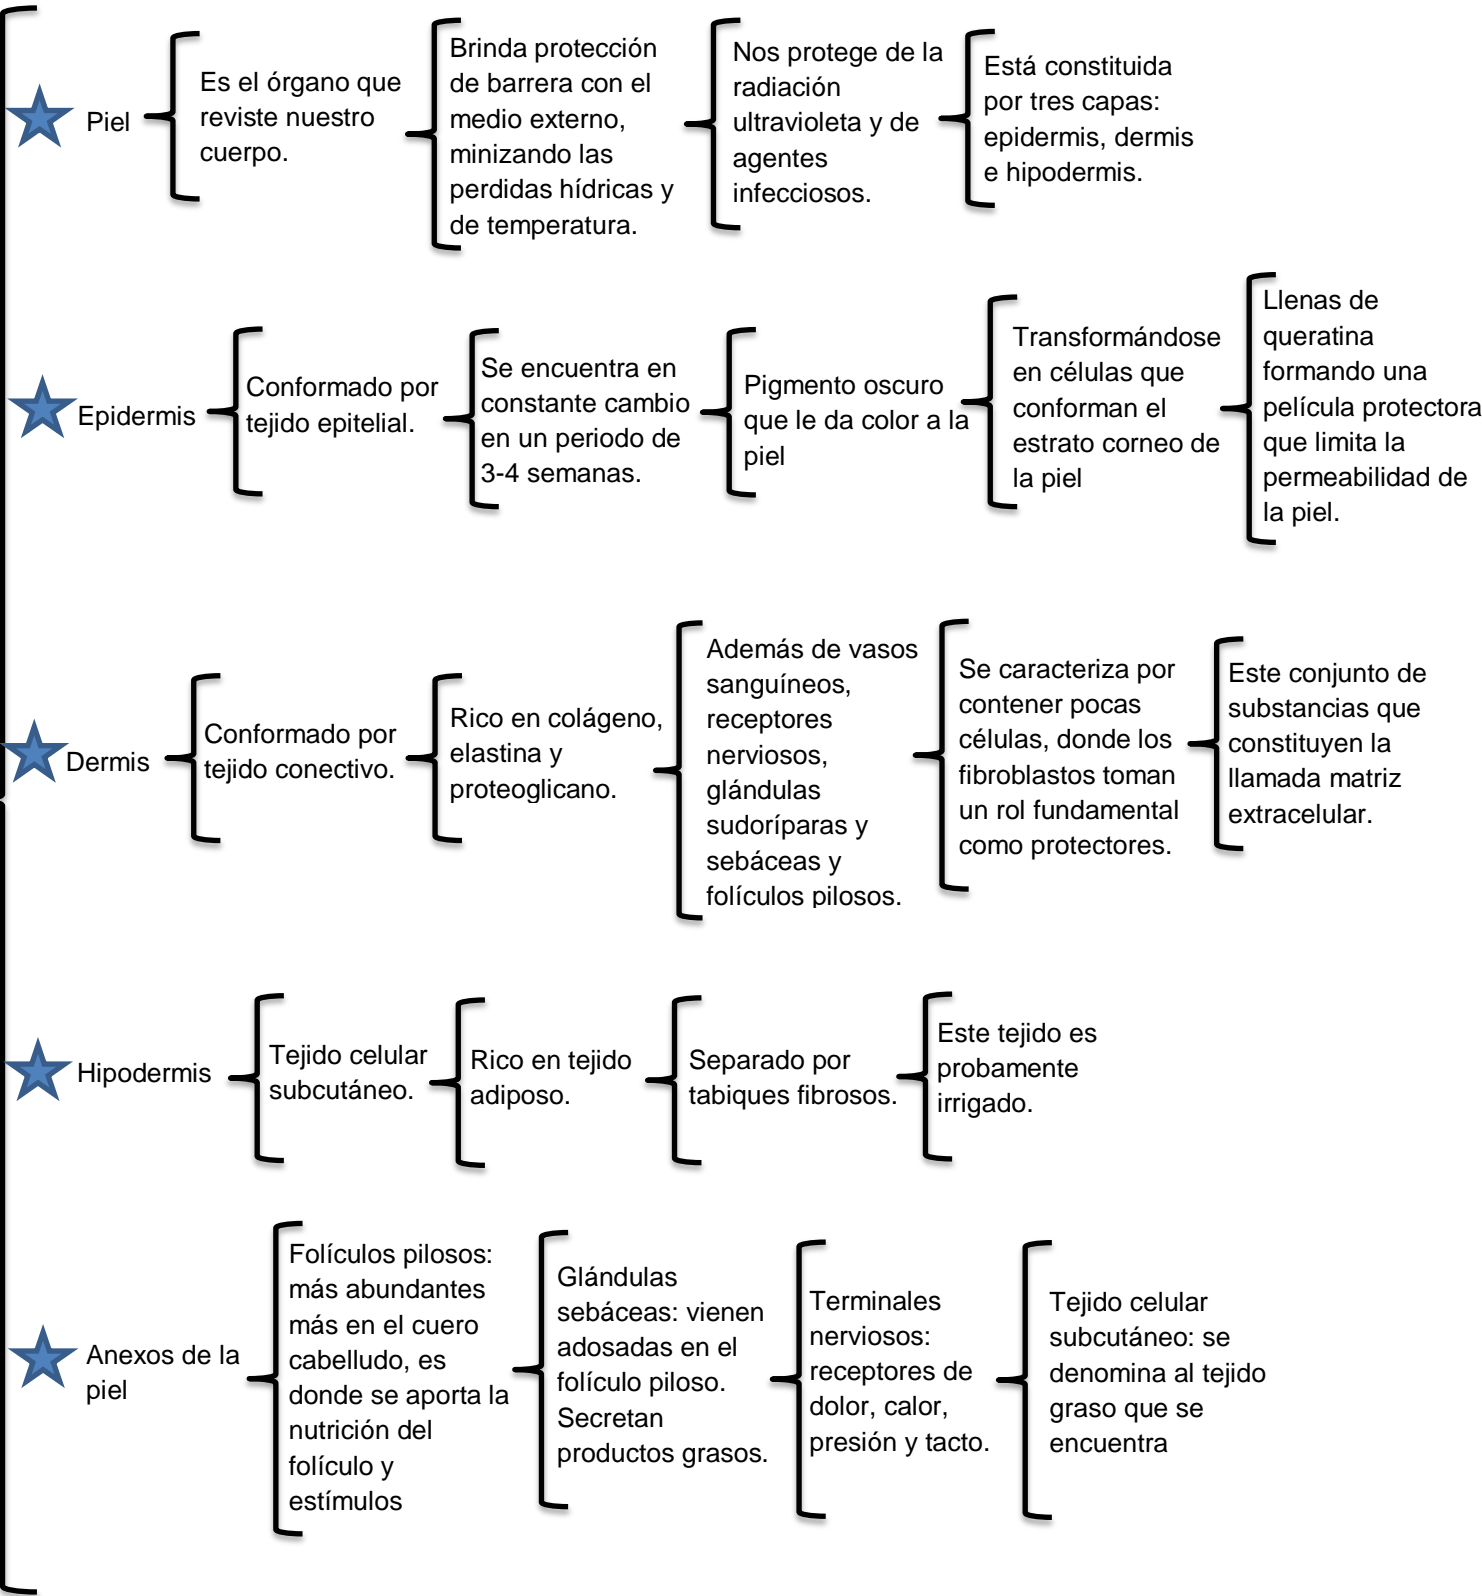 Piel
Es el órgano que
reviste nuestro
cuerpo.
Brinda protección
de barrera con el
medio externo,
minizando las
perdidas hídricas y
de temperatura.
Nos protege de la
radiación
ultravioleta y de
agentes
infecciosos.
Está constituida
por tres capas:
epidermis, dermis
e hipodermis.
Epidermis
Conformado por
tejido epitelial.
Se encuentra en
constante cambio
en un periodo de
3-4 semanas.
Pigmento oscuro
que le da color a la
piel
Transformándose
en células que
conforman el
estrato corneo de
la piel
Llenas de
queratina
formando una
película protectora
que limita la
permeabilidad de
la piel.
Dermis
Conformado por
tejido conectivo.
Rico en colágeno,
elastina y
proteoglicano.
Además de vasos
sanguíneos,
receptores
nerviosos,
glándulas
sudoríparas y
sebáceas y
folículos pilosos.
Se caracteriza por
contener pocas
células, donde los
fibroblastos toman
un rol fundamental
como protectores.
Este conjunto de
substancias que
constituyen la
llamada matriz
extracelular.
Hipodermis
Tejido celular
subcutáneo.
Rico en tejido
adiposo.
Separado por
tabiques fibrosos.
Este tejido es
probamente
irrigado.
Anexos de la
piel
Folículos pilosos:
más abundantes
más en el cuero
cabelludo, es
donde se aporta la
nutrición del
folículo y
estímulos
Glándulas
sebáceas: vienen
adosadas en el
folículo piloso.
Secretan
productos grasos.
Terminales
nerviosos:
receptores de
dolor, calor,
presión y tacto.
Tejido celular
subcutáneo: se
denomina al tejido
graso que se
encuentra